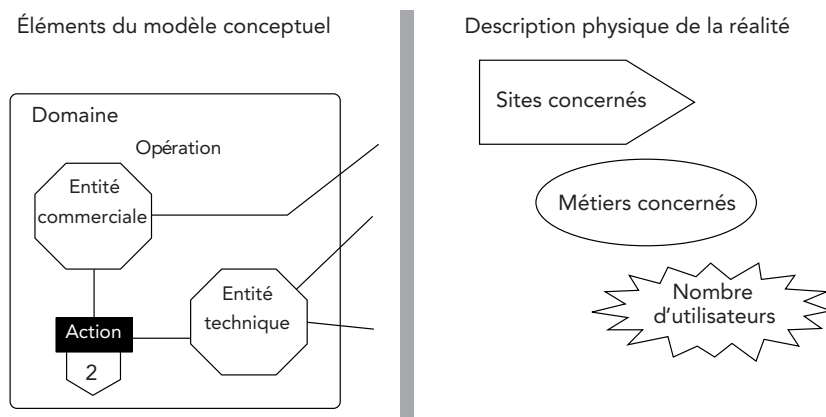 Éléments du modèle conceptuel
Domaine
Opération
Entité
commerciale
Entité
technique
Action
2
Description physique de la réalité
Sites concernés
Métiers concernés
Nombre
d'utilisateurs